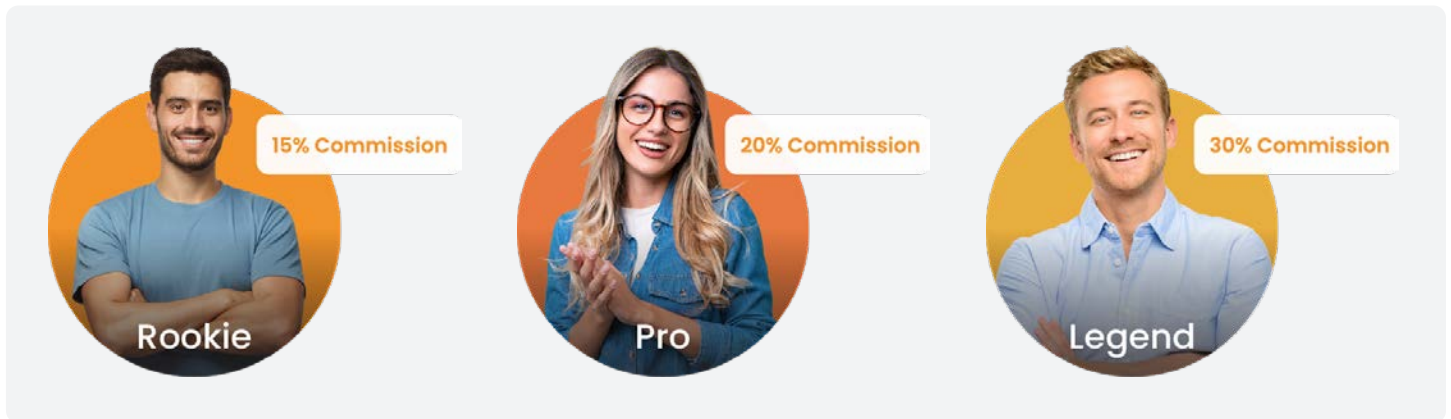 15% Commission
Rookie
20% Commission
Pro
30% Commission
Legend